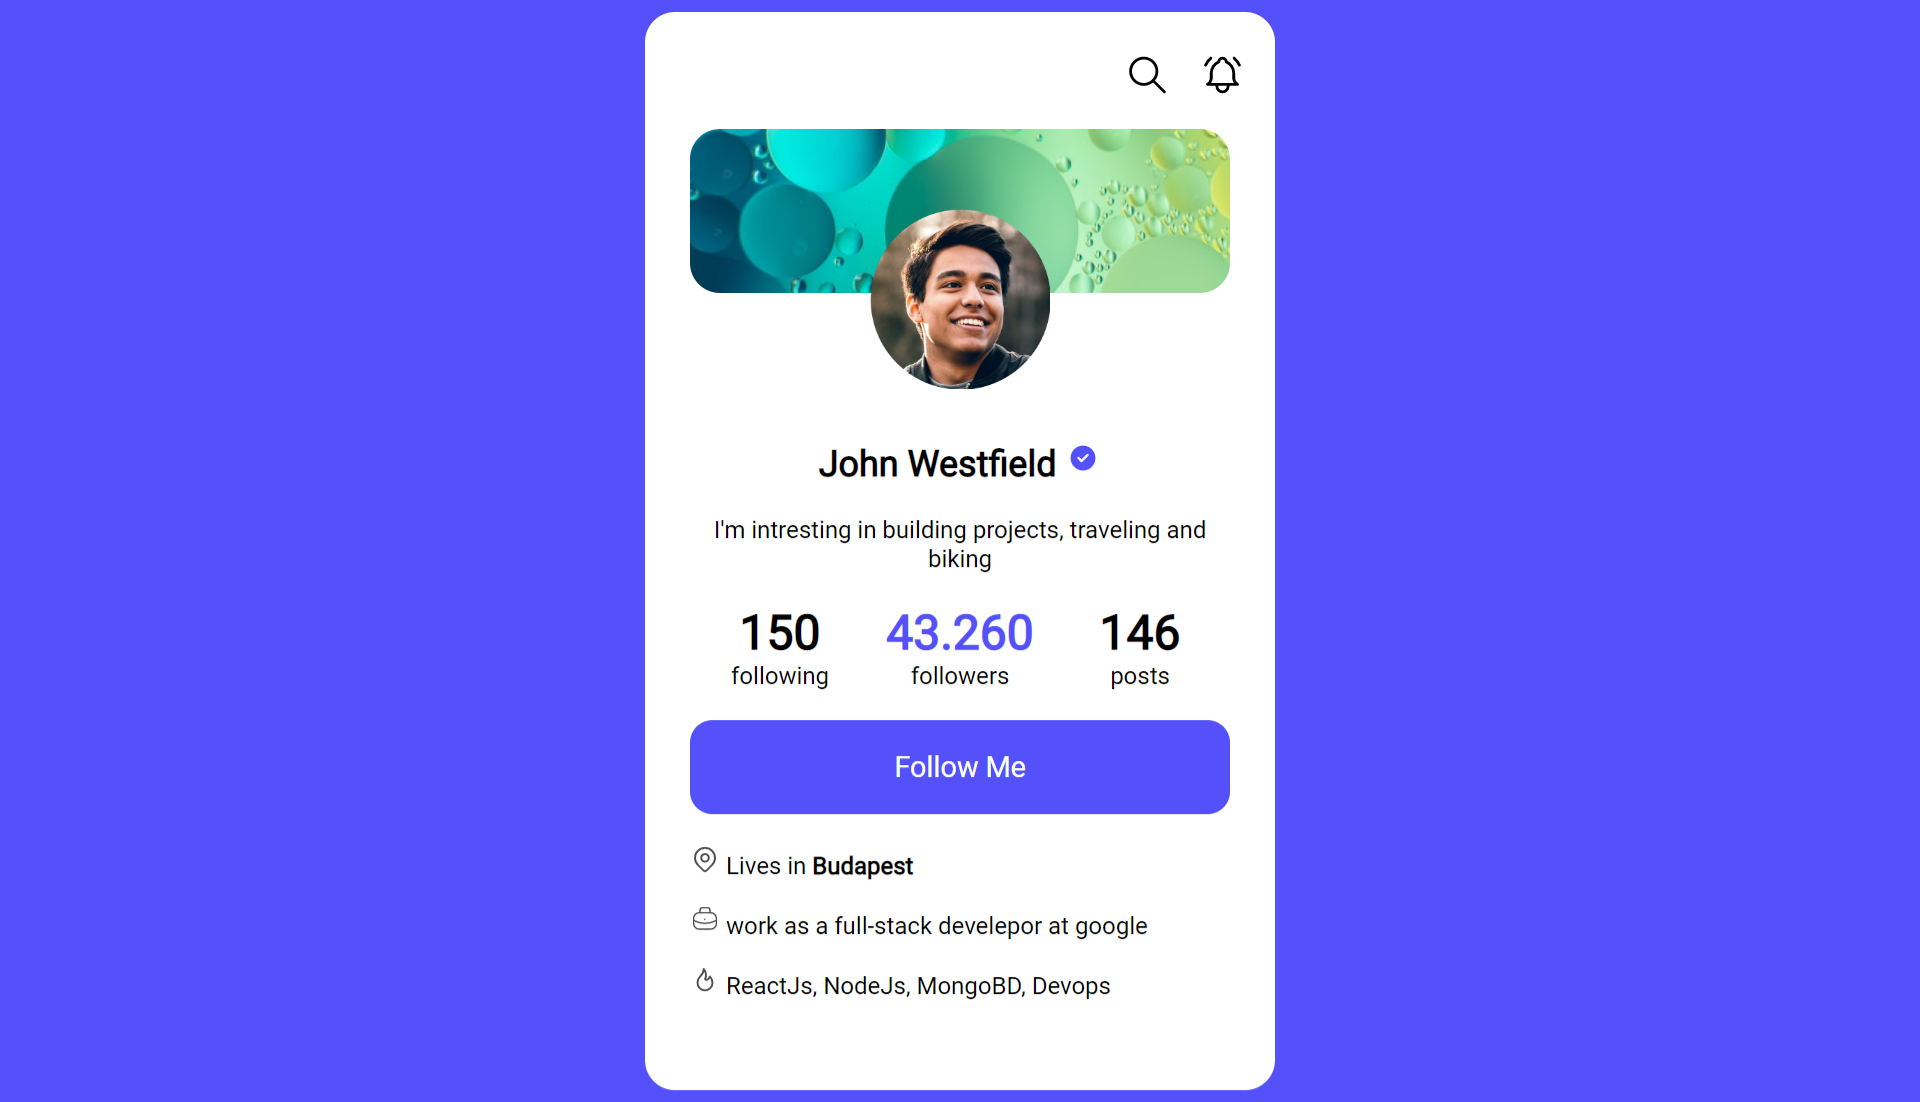 John Westfield
I'm intresting in building projects, traveling and
biking
150 43.260 146
following followers posts
Follow Me
Lives in Budapest
work as a full-stack develepor at google
ReactJs, NodeJs, MongoBD, Devops